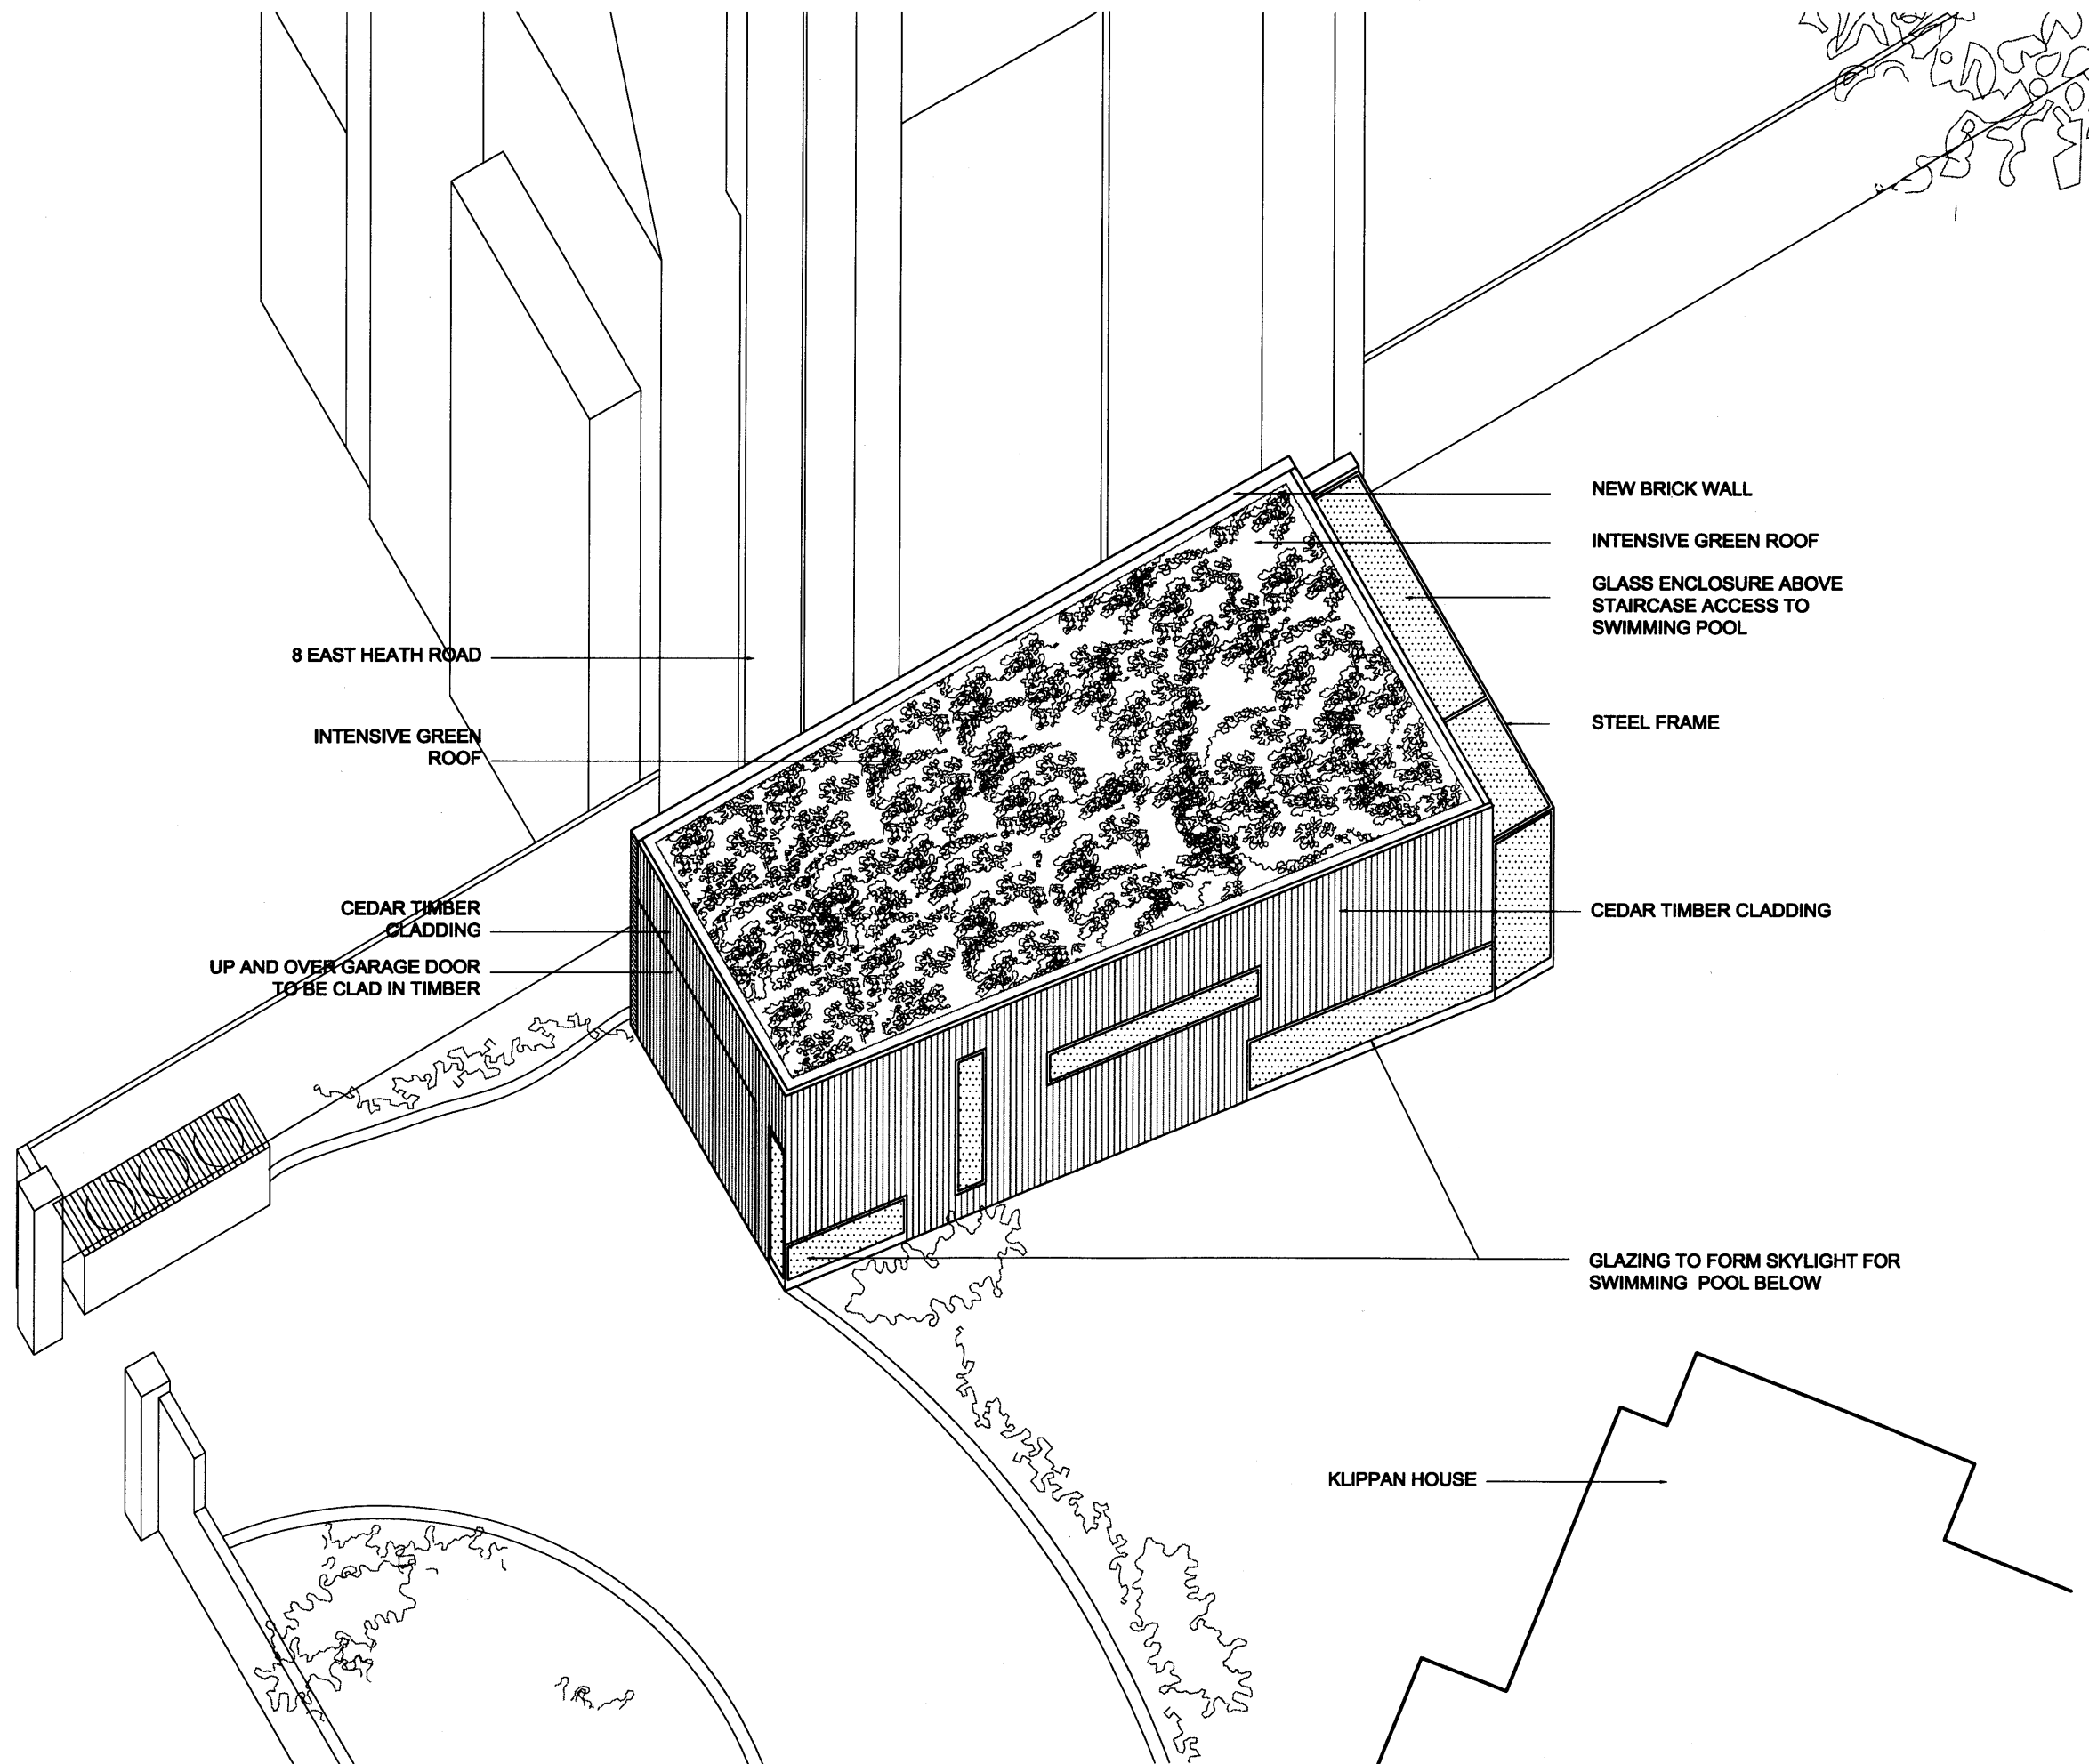 NEW BRICK WALL
INTENSIVE GREEN ROOF
GLASS ENCLOSURE ABOVE
STAIRCASE ACCESS TO
SWIMMING POOL
8 EAST HEATH ROAD
STEEL FRAME
INTENSIVE GREEN
ROOF
CEDAR TIMBER
CLADDING
CEDAR TIMBER CLADDING
UP AND OVER GARAGE DOOR
TO BE CLAD IN TIMBER
GLAZING TO FORM SKYLIGHT FOR
SWIMMING POOL BELOW
KLIPPAN HOUSE